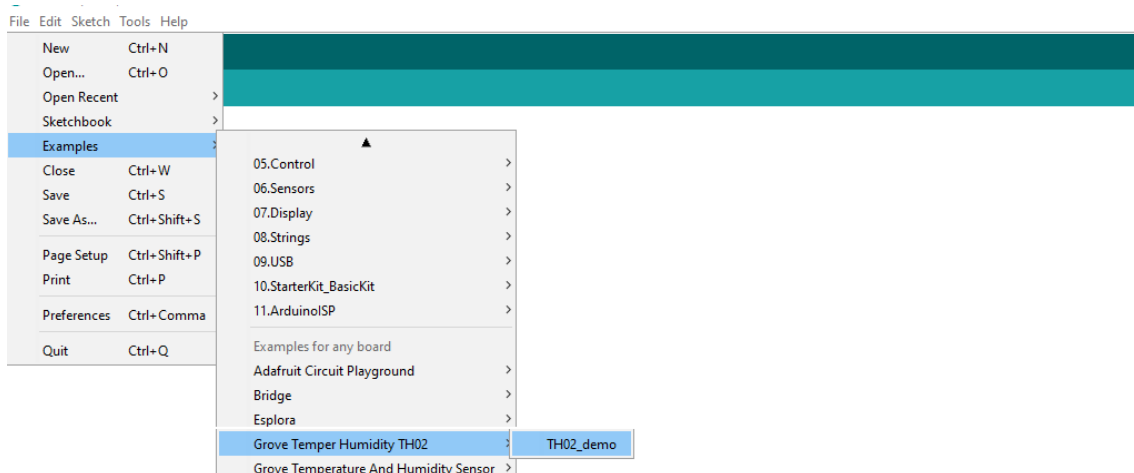 File Edit Sketch Tools Help
New Ctrl+N
Open... Ctrl+O
Open Recent
Sketchbook
Examples
Close Ctrl+W
Save Ctrl+S
Save As... Ctrl+Shift+S
Page Setup Ctrl+Shift+P
Print Ctrl+P
Preferences Ctrl+Comma
Quit Ctrl+Q
05.Control
06.Sensors
07.Display
08.Strings
09.USB
10.StarterKit_BasicKit
11.ArduinoISP
Examples for any board
Adafruit Circuit Playground
Bridge
Esplora
Grove Temper Humidity TH02
Grove Temperature And Humidity Sensor
TH02_demo